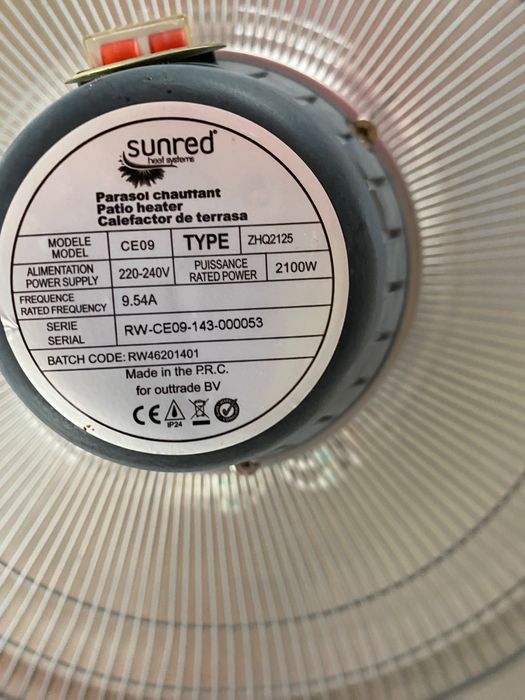 sunred®
heat systems
Parasol chauffant
Patio heater
Calefactor de terrasa
MODELE
MODEL
CE09
TYPE
ZHQ2125
ALIMENTATION
POWER SUPPLY
220-240V
PUISSANCE
RATED POWER
2100W
FREQUENCE
RATED FREQUENCY
9.54A
SERIE
SERIAL
RW-CE09-143-000053
BATCH CODE: RW46201401
Made in the P.R.C.
for outtrade BV
CE
IP24